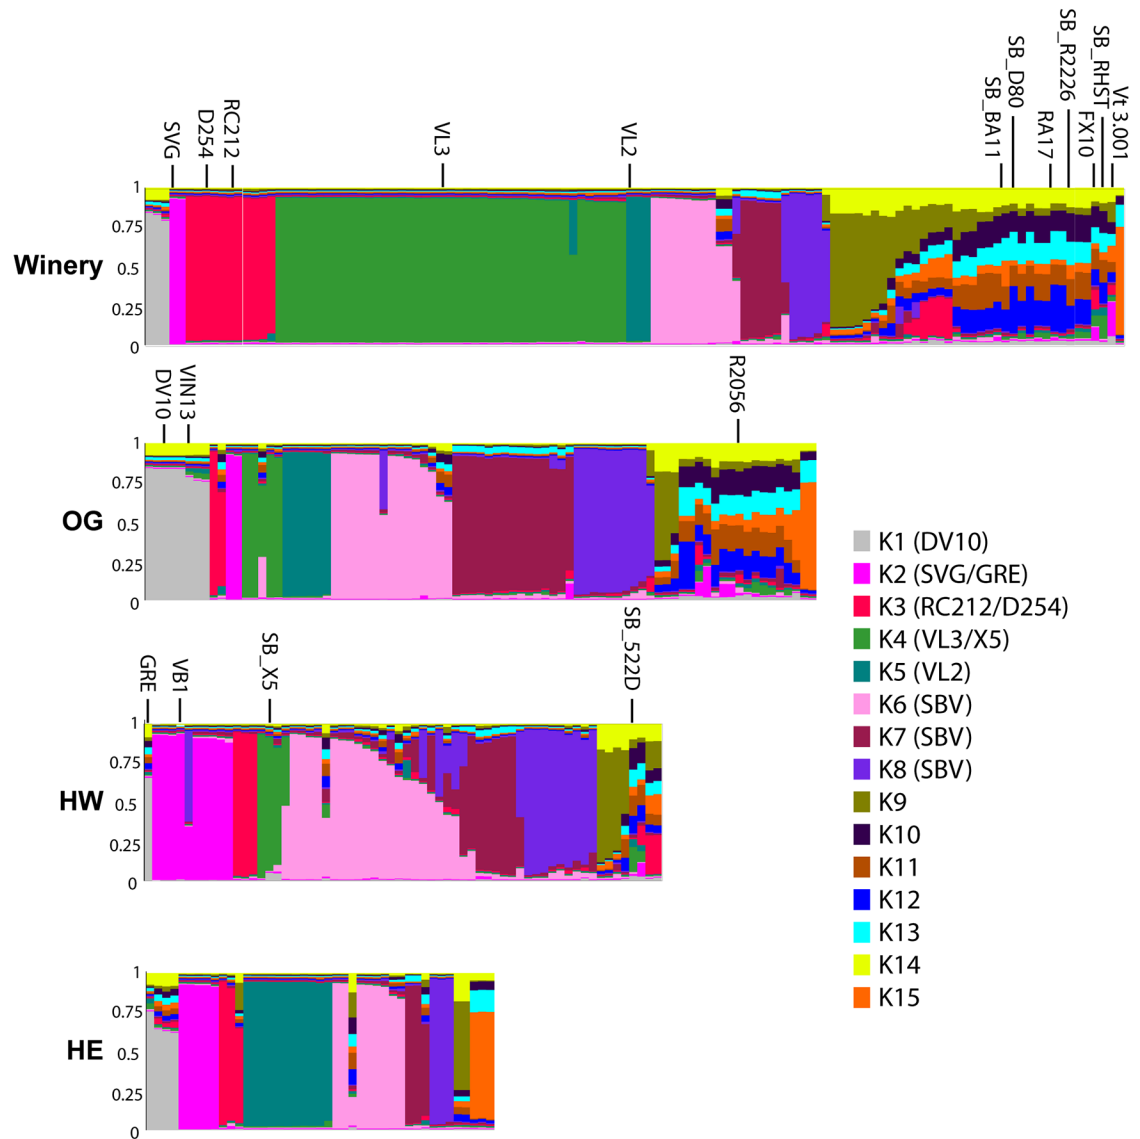 SVG
D254
RC212
VL3
VL2
SB_BA11
SB_D80
RA17
SB_R2226
FX10
SB_RHST
Vt 3.001
Winery
1
0.75
0.5
0.25
0
DV10
VIN13
R2056
OG
1
0.75
0.5
0.25
0
GRE
VB1
SB_X5
SB_522D
HW
1
0.75
0.5
0.25
0
HE
1
0.75
0.5
0.25
0
K1 (DV10)
K2 (SVG/GRE)
K3 (RC212/D254)
K4 (VL3/X5)
K5 (VL2)
K6 (SBV)
K7 (SBV)
K8 (SBV)
K9
K10
K11
K12
K13
K14
K15